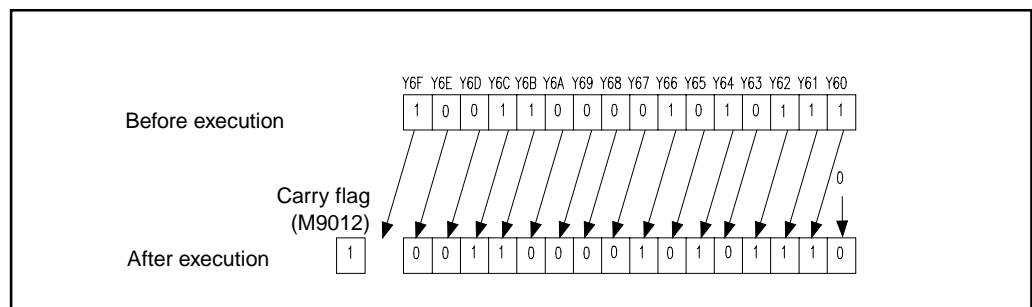 Y6F Y6E Y6D Y6C Y6B Y6A Y69 Y68 Y67 Y66 Y65 Y64 Y63 Y62 Y61 Y60
Before execution 1 0 0 1 1 0 0 0 0 1 0 1 0 1 1 1
0
Carry flag
(M9012)
After execution 1 0 0 1 1 0 0 0 0 1 0 1 0 1 1 1 0